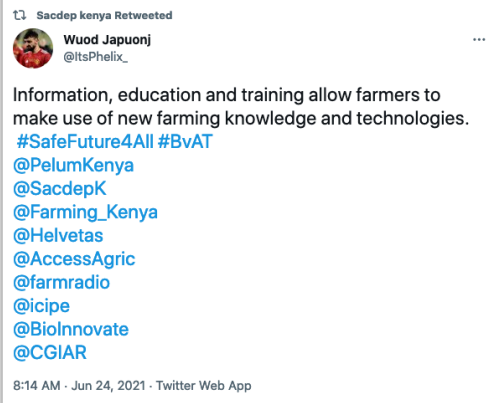 Sacdep kenya Retweeted
Wuod Japuonj
@ItsPhelix_
Information, education and training allow farmers to
make use of new farming knowledge and technologies.
#SafeFuture4All #BvAT
@PelumKenya
@SacdepK
@Farming_Kenya
@Helvetas
@AccessAgric
@farmradio
@icipe
@BioInnovate
@CGIAR
8:14 AM · Jun 24, 2021 · Twitter Web App